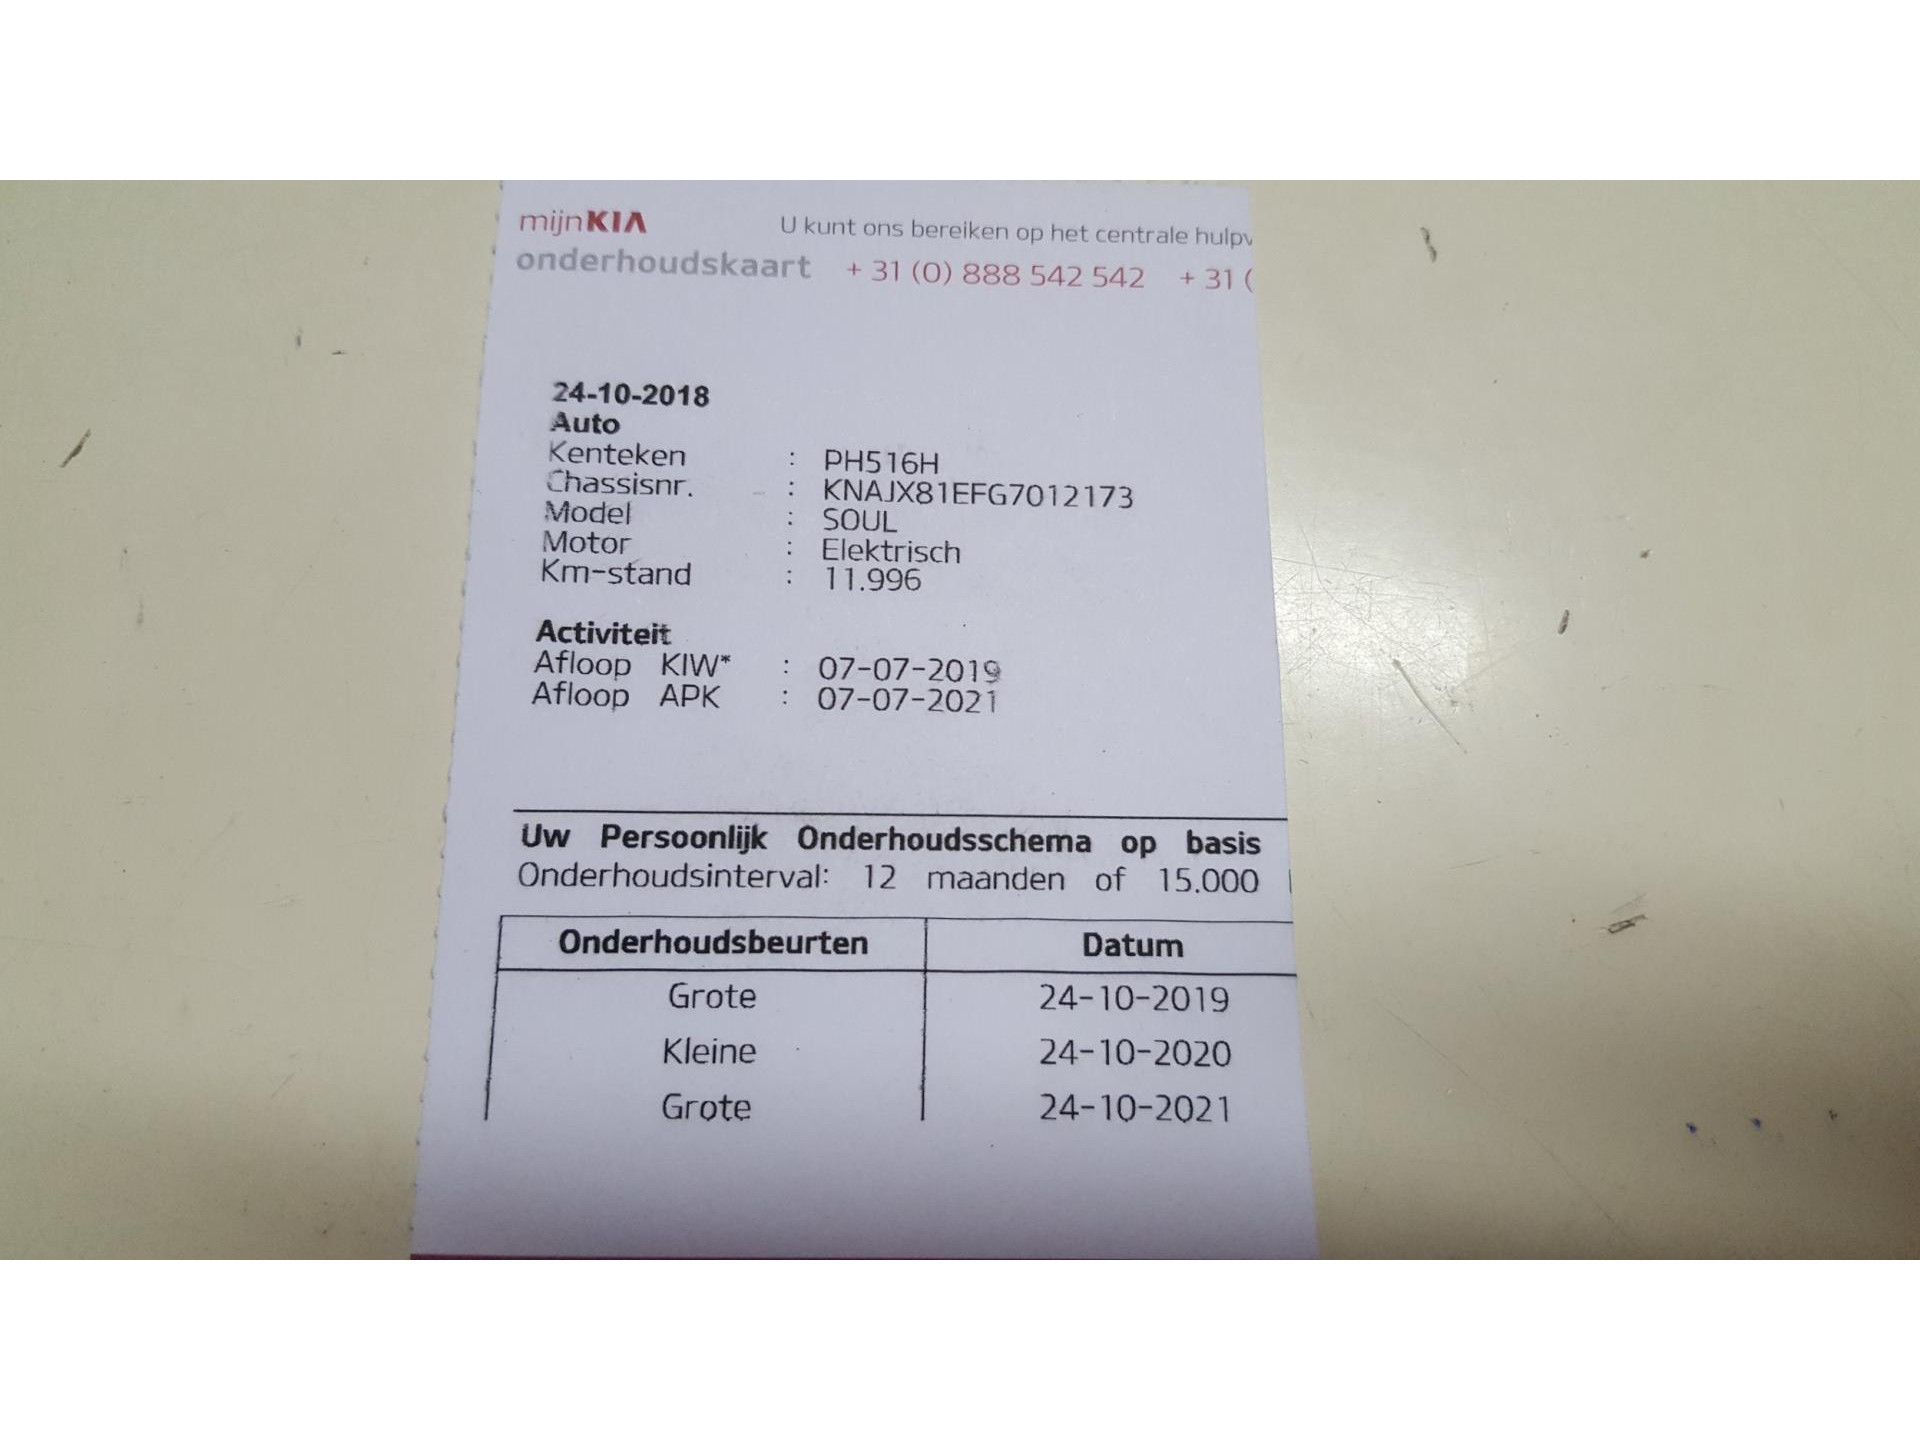 mijnKIA
onderhoudskaart
U kunt ons bereiken op het centrale
+ 31 (0) 888 542 542 + 31 (
24-10-2018
Auto
Kenteken : PH516H
Chassisnr. : KNAJX81EFG7012173
Model : SOUL
Motor : Elektrisch
Km-stand : 11.996
Activiteit
Afloop KIW* : 07-07-2019
Afloop APK : 07-07-2021
Uw Persoonlijk Onderhoudsschema op basis
Onderhoudsinterval: 12 maanden of 15.000
Onderhoudsbeurten Datum
Grote 24-10-2019
Kleine 24-10-2020
Grote 24-10-2021